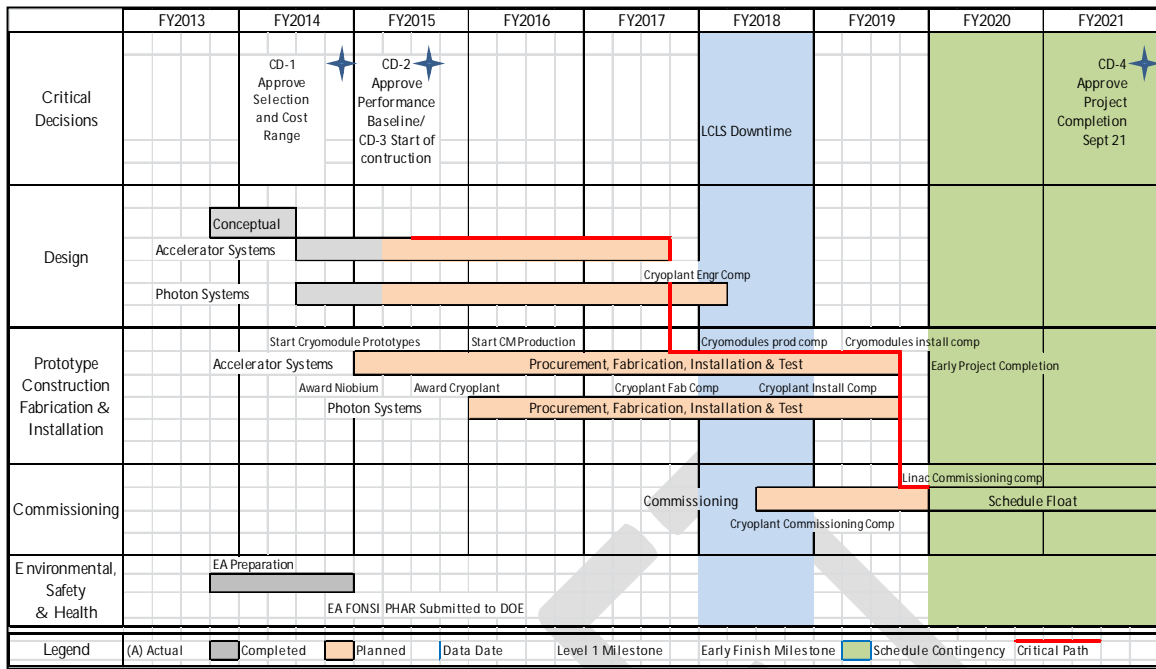 FY2013 FY2014 FY2015 FY2016 FY2017 FY2018 FY2019 FY2020 FY2021
Critical
Decisions
CD-1
Approve
Selection
and Cost
Range
CD-2
Approve
Performance
Baseline/
CD-3 Start of
contruction
LCLS Downtime
CD-4
Approve
Project
Completion
Sept 21
Design
Conceptual
Accelerator Systems
Cryoplant Engr Comp
Photon Systems
Prototype
Construction
Fabrication &
Installation
Start Cryomodule Prototypes Start CM Production Cryomodules prod comp Cryomodules install comp
Accelerator Systems Procurement, Fabrication, Installation & Test Early Project Completion
Award Niobium Award Cryoplant Cryoplant Fab Comp Cryoplant Install Comp
Photon Systems Procurement, Fabrication, Installation & Test
Commissioning
Linac Commissioning comp
Commissioning Schedule Float
Cryoplant Commissioning Comp
Environmental,
Safety
& Health
EA Preparation
EA FONSI PHAR Submitted to DOE
Legend (A) Actual Completed Planned Data Date Level 1 Milestone Early Finish Milestone Schedule Contingency Critical Path